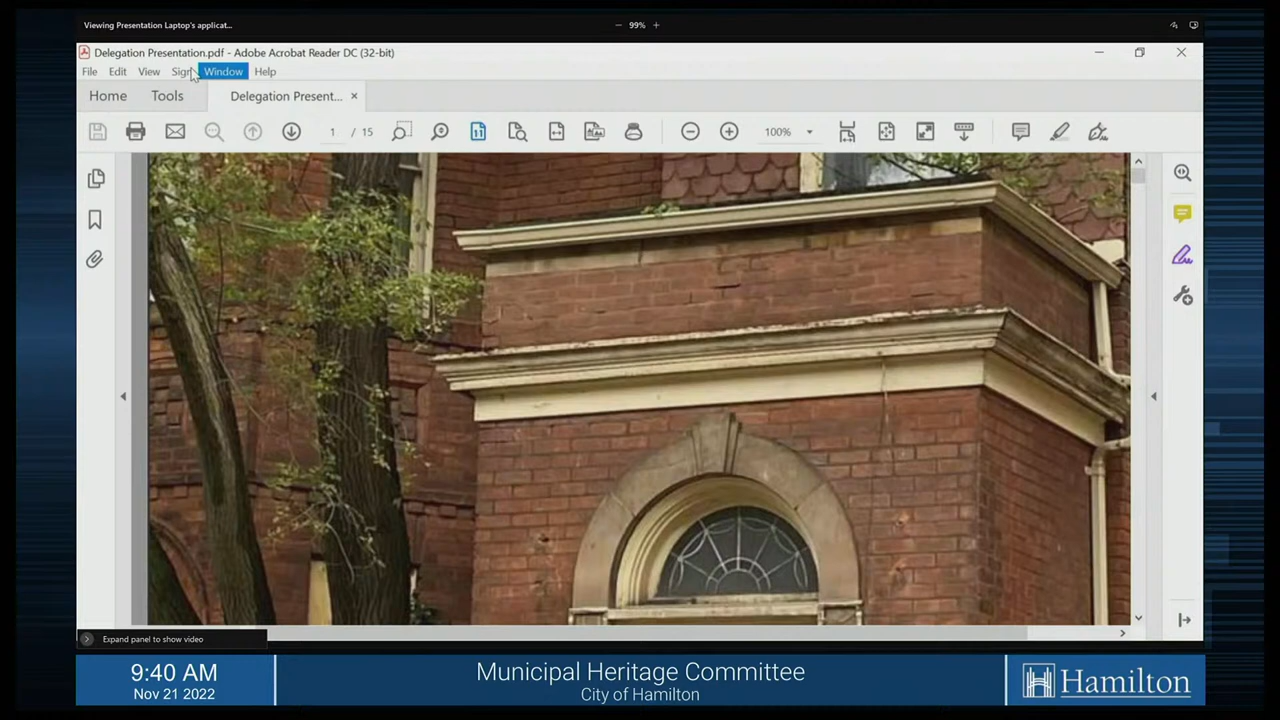 Viewing Presentation Laptop's applicat...
99%
Delegation Presentation.pdf - Adobe Acrobat Reader DC (32-bit)
File Edit View Sign Window Help
Home Tools Delegation Present...
1 / 15 100%
Expand panel to show video
9:40 AM
Nov 21 2022
Municipal Heritage Committee
City of Hamilton
Hamilton